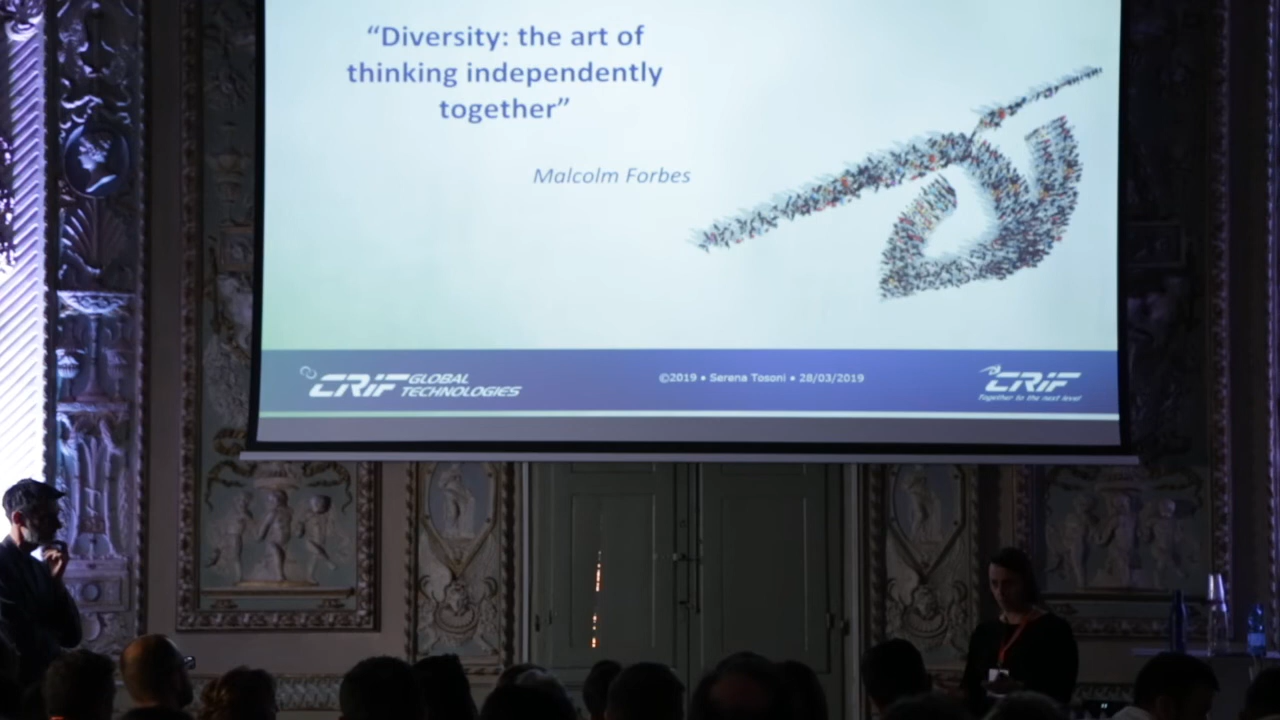 “Diversity: the art of
thinking independently
together”
Malcolm Forbes
CRIF GLOBAL
TECHNOLOGIES
©2019 • Serena Tosoni • 28/03/2019
CRIF
Together to the next level